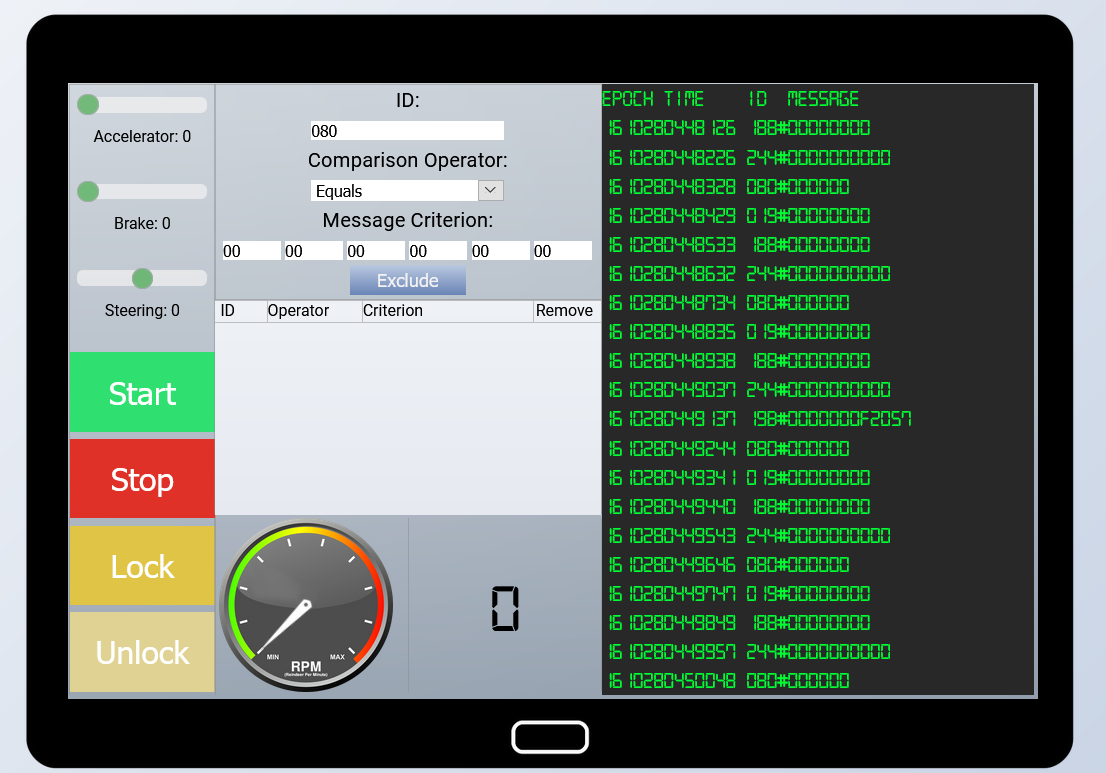 Accelerator: 0
Brake: 0
Steering: 0
Start
Stop
Lock
Unlock
ID:
080
Comparison Operator:
Equals
Message Criterion:
00 00 00 00 00 00
Exclude
ID Operator Criterion Remove
MIN MAX
RPM
(Reindeer Per Minute)
0
EPOCH TIME ID MESSAGE
1610280448126 188#00000000
1610280448226 244#0000000000
1610280448328 080#000000
1610280448429 019#00000000
1610280448533 188#00000000
1610280448632 244#0000000000
1610280448734 080#000000
1610280448835 019#00000000
1610280448938 188#00000000
1610280449037 244#0000000000
1610280449137 19B#0000000F2057
1610280449244 080#000000
1610280449341 019#00000000
1610280449440 188#00000000
1610280449543 244#0000000000
1610280449646 080#000000
1610280449747 019#00000000
1610280449849 188#00000000
1610280449957 244#0000000000
1610280450048 080#000000